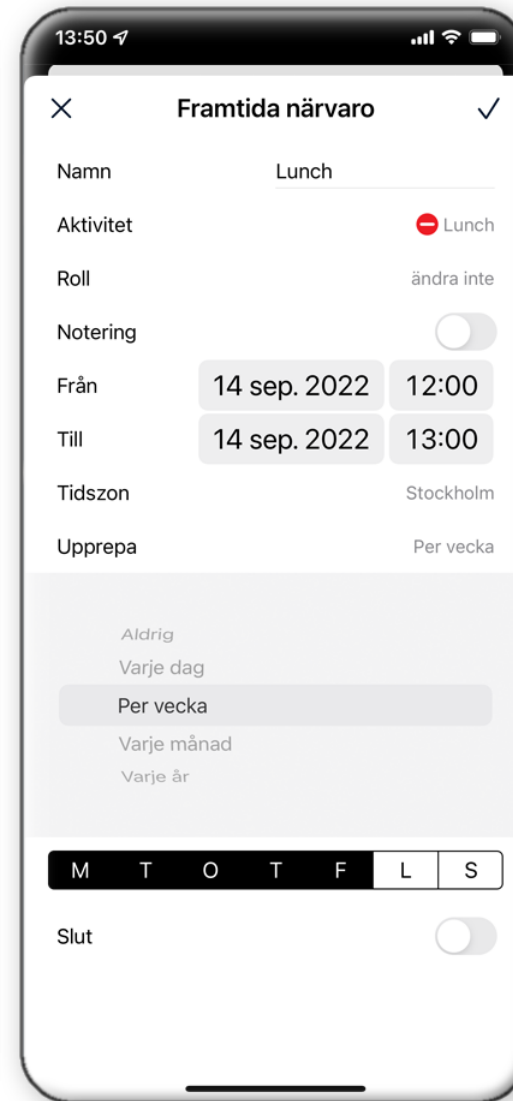 13:50
Framtida närvaro
Namn Lunch
Aktivitet Lunch
Roll ändra inte
Notering
Från 14 sep. 2022 12:00
Till 14 sep. 2022 13:00
Tidszon Stockholm
Upprepa Per vecka
Aldrig
Varje dag
Per vecka
Varje månad
Varje år
M T O T F L S
Slut